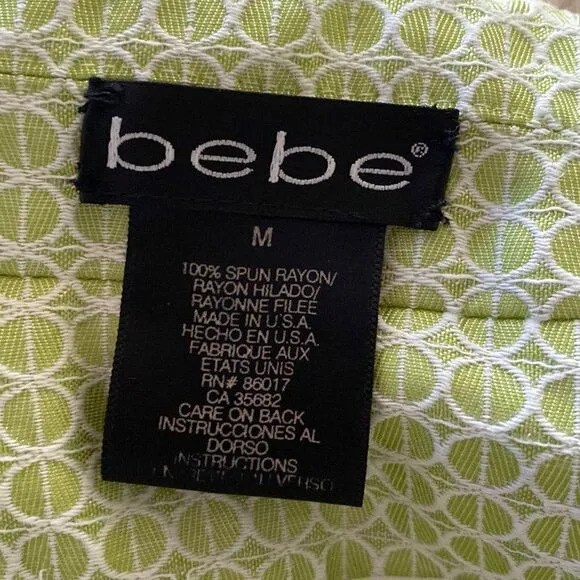 bebe®
M
100% SPUN RAYON/
RAYON HILADO/
RAYONNE FILEE
MADE IN U.S.A.
HECHO EN U.S.A.
FABRIQUE AUX
ETATS UNIS
RN# 86017
CA 35682
CARE ON BACK
INSTRUCCIONES AL
DORSO
INSTRUCTIONS